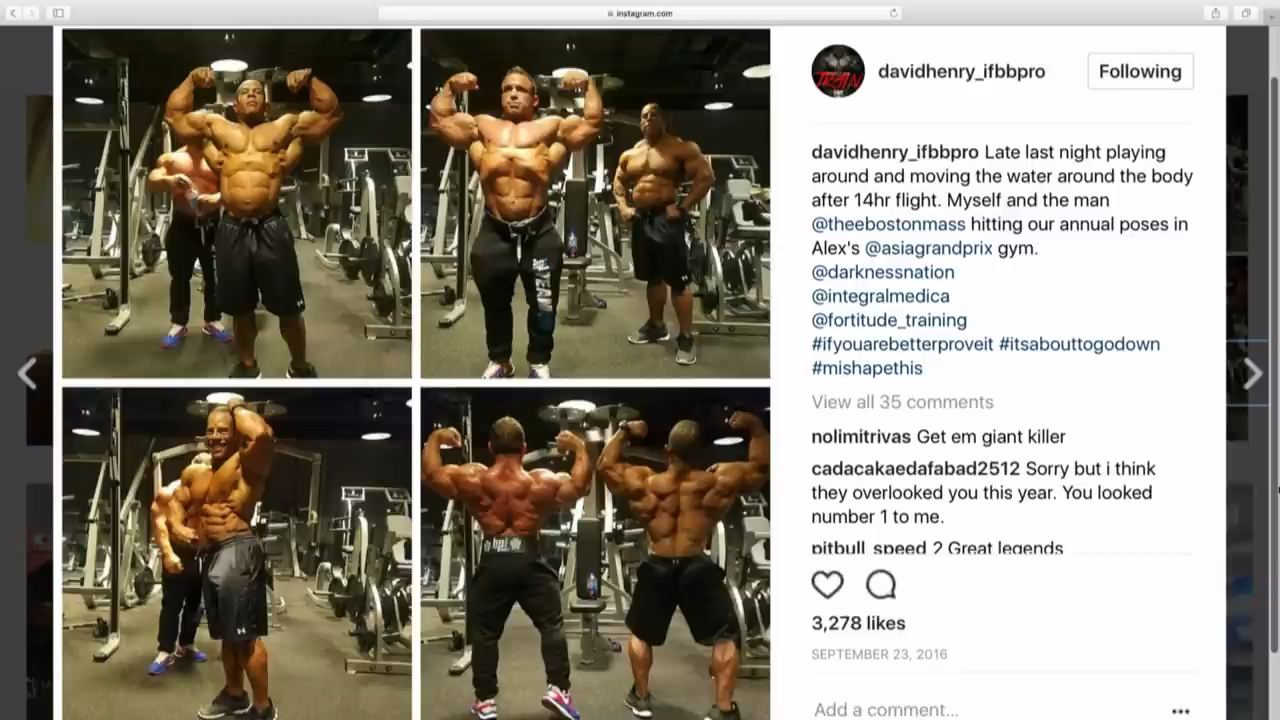 instagram.com
TRAIN
davidhenry_ifbbpro
Following
davidhenry_ifbbpro Late last night playing
around and moving the water around the body
after 14hr flight. Myself and the man
@theebostonmass hitting our annual poses in
Alex's @asiagrandprix gym.
@darknessnation
@integralmedica
@fortitude_training
#ifyouarebetterproveit #itsabouttogodown
#mishapethis
View all 35 comments
nolimitrivas Get em giant killer
cadacakaedafabad2512 Sorry but i think
they overlooked you this year. You looked
number 1 to me.
pitbull_speed_2 Great legends
3,278 likes
SEPTEMBER 23, 2016
Add a comment...